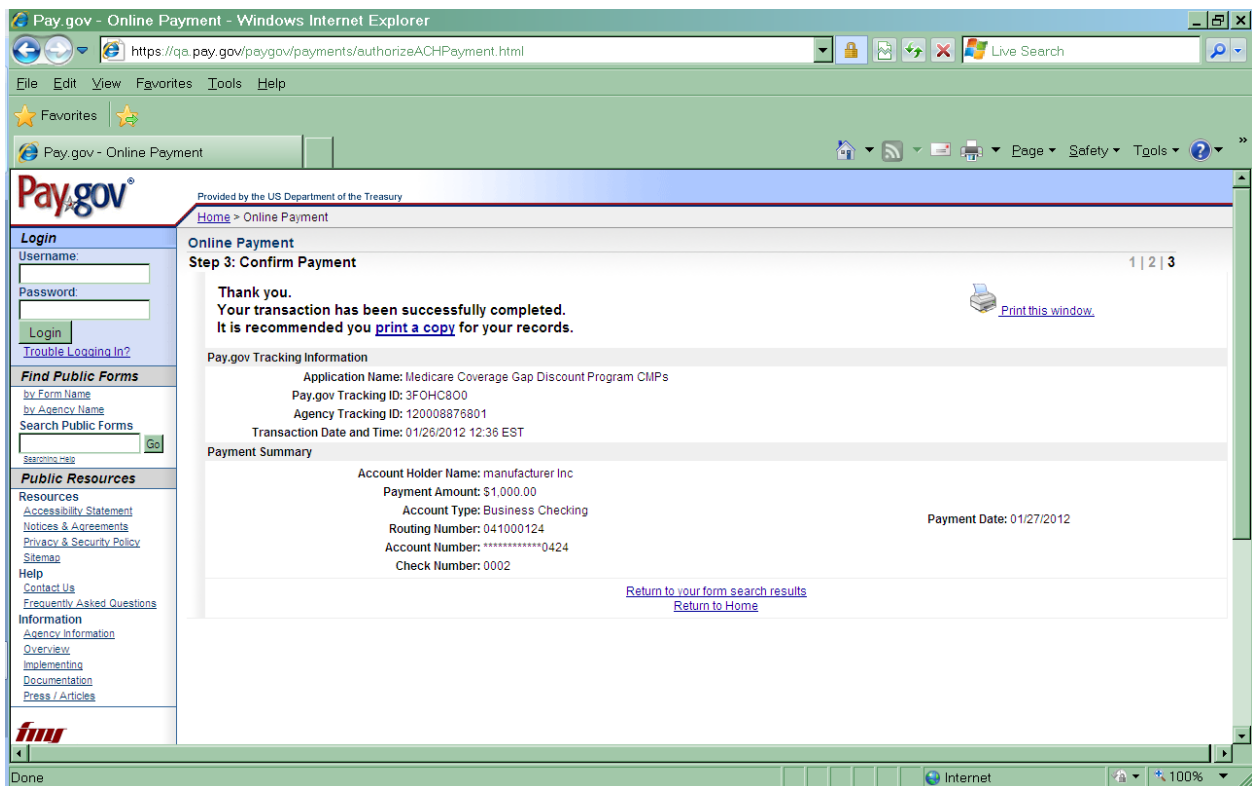 Pay.gov - Online Payment - Windows Internet Explorer
https://qa.pay.gov/paygov/payments/authorizeACHPayment.html
Live Search
File Edit View Favorites Tools Help
Favorites
Pay.gov - Online Payment
Page Safety Tools
»
Pay.gov®
Provided by the US Department of the Treasury
Home > Online Payment
Login
Username:
Password:
Login
Trouble Logging In?
Find Public Forms
by Form Name
by Agency Name
Search Public Forms
Go
Searching Help
Public Resources
Resources
Accessibility Statement
Notices & Agreements
Privacy & Security Policy
Sitemap
Help
Contact Us
Frequently Asked Questions
Information
Agency Information
Overview
Implementing
Documentation
Press / Articles
Online Payment
Step 3: Confirm Payment
1 | 2 | 3
Thank you.
Your transaction has been successfully completed.
It is recommended you print a copy for your records.
Print this window.
Pay.gov Tracking Information
Application Name: Medicare Coverage Gap Discount Program CMPs
Pay.gov Tracking ID: 3FOHC8O0
Agency Tracking ID: 120008876801
Transaction Date and Time: 01/26/2012 12:36 EST
Payment Summary
Account Holder Name: manufacturer Inc
Payment Amount: $1,000.00
Account Type: Business Checking
Routing Number: 041000124
Account Number: ************0424
Check Number: 0002
Payment Date: 01/27/2012
Return to your form search results
Return to Home
Done
Internet
100%